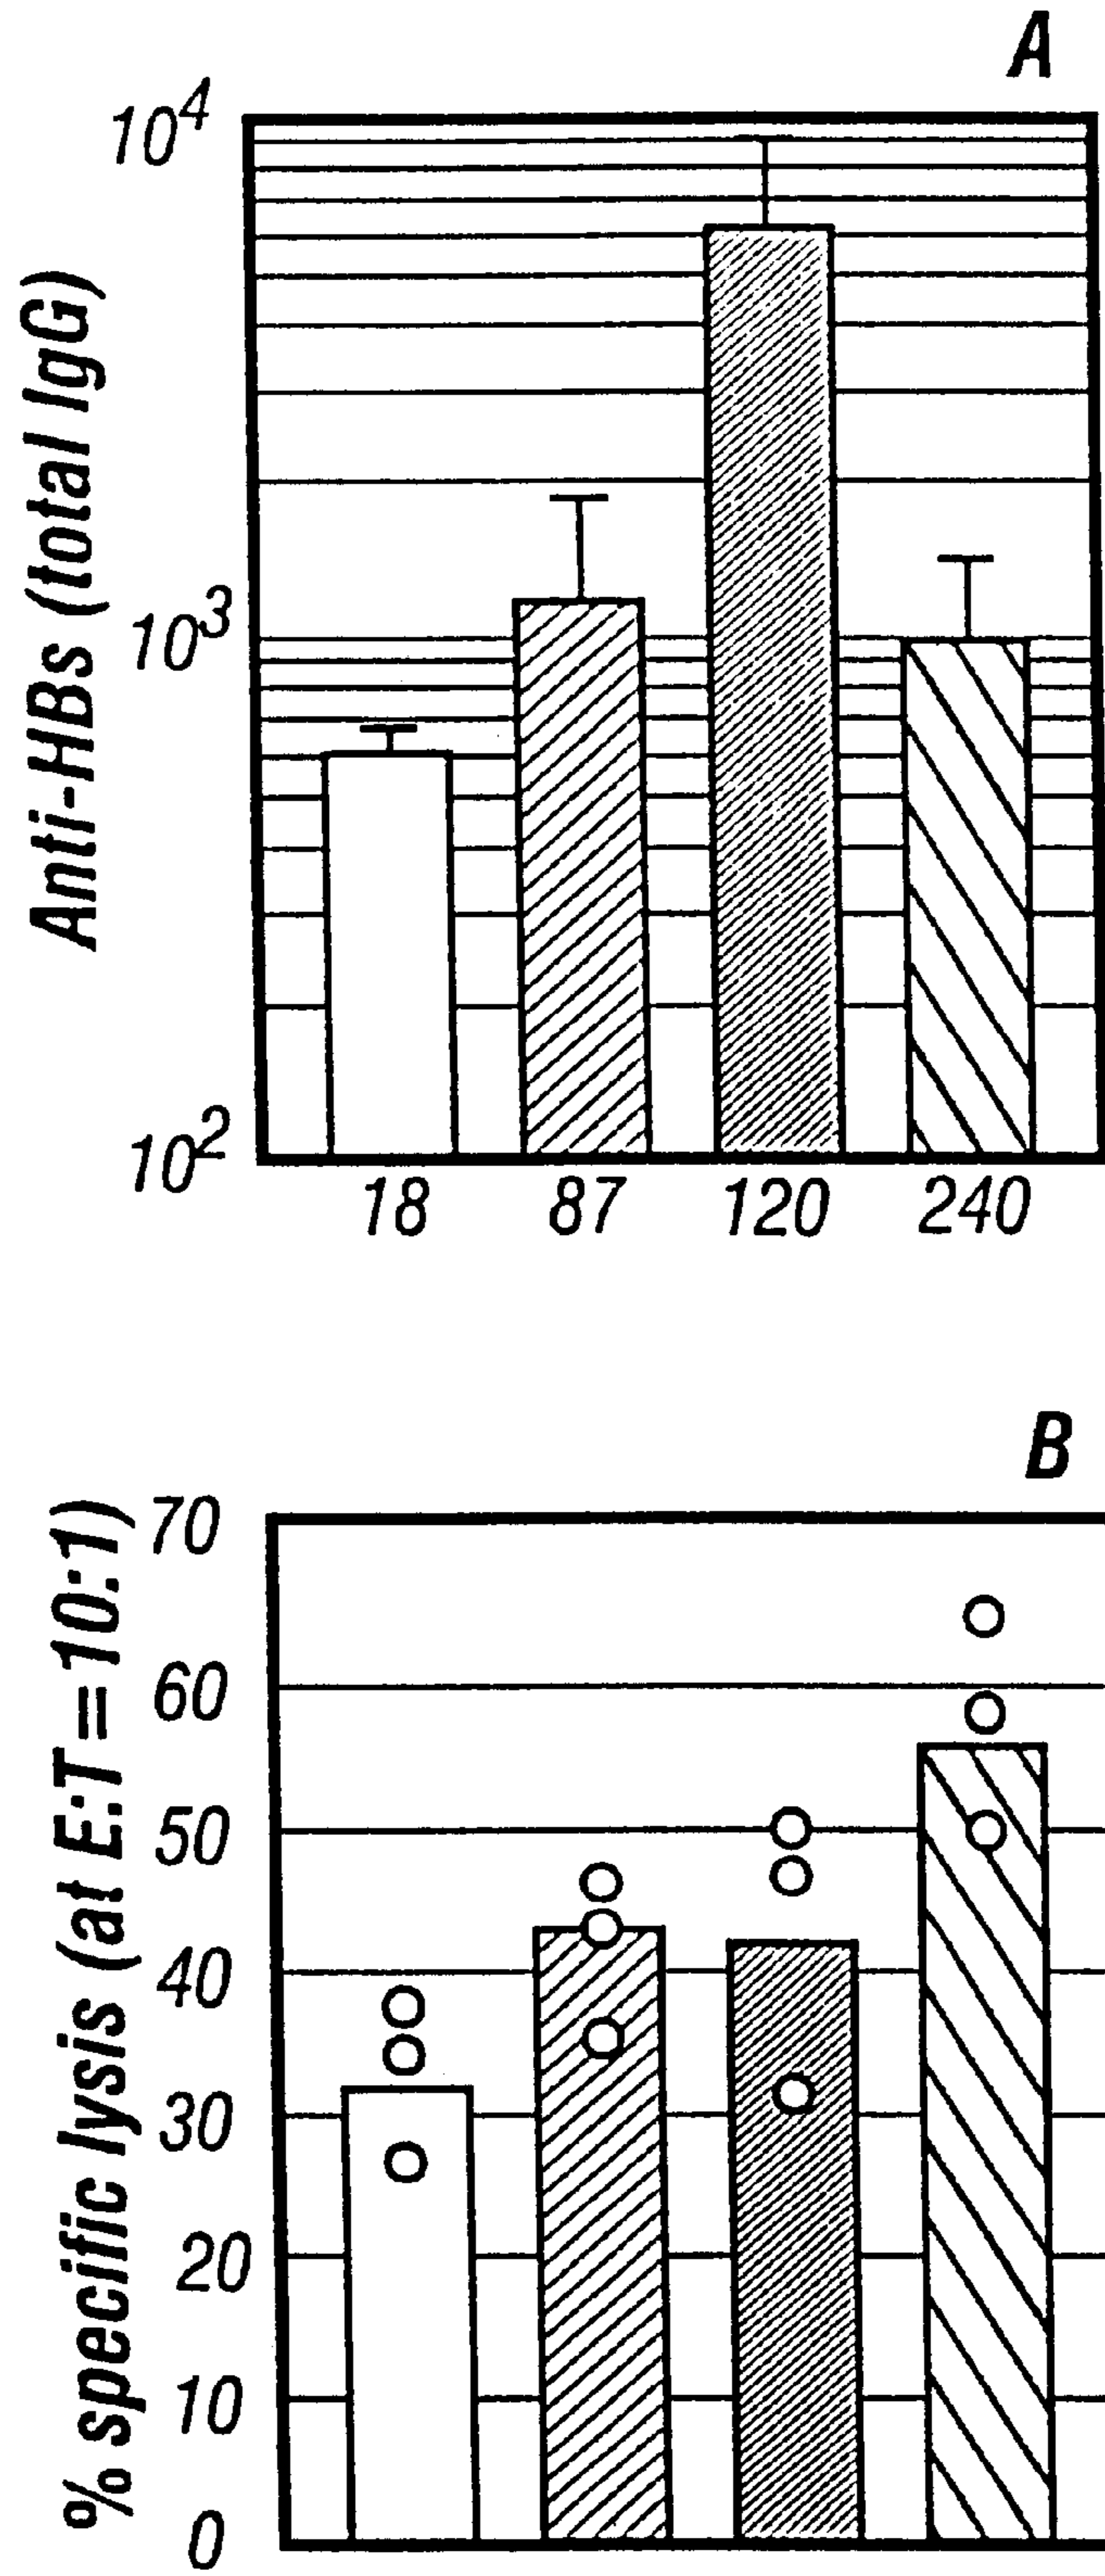 A
Anti-HBs (total IgG)
10^4
10^3
10^2
18 87 120 240
B
% specific lysis (at E:T = 10:1)
70
60
50
40
30
20
10
0